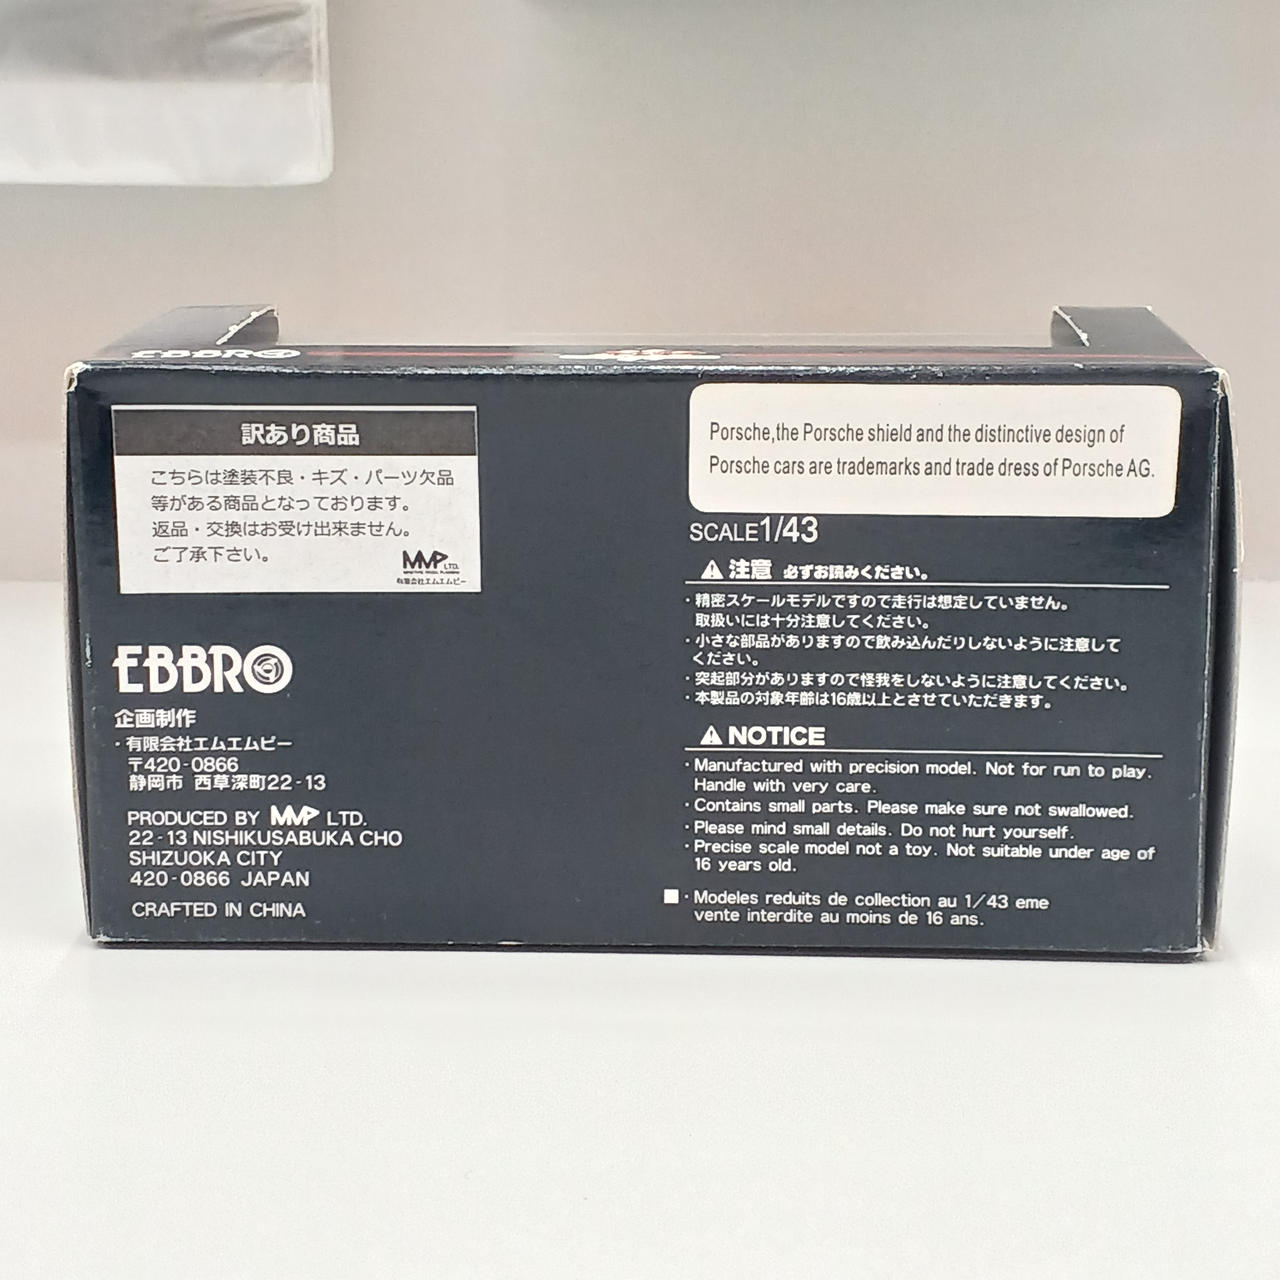 EBBRO
訳あり商品
こちらは塗装不良・キズ・パーツ欠品
等がある商品となっております。
返品・交換はお受け出来ません。
ご了承下さい。
MVP LTD.
有限会社エムエムピー
EBBRO
企画制作
・有限会社エムエムピー
〒420-0866
静岡市 西草深町22-13
PRODUCED BY MVP LTD.
22-13 NISHIKUSABUKA CHO
SHIZUOKA CITY
420-0866 JAPAN
CRAFTED IN CHINA
Porsche,the Porsche shield and the distinctive design of
Porsche cars are trademarks and trade dress of Porsche AG.
SCALE1/43
注意 必ずお読みください。
・精密スケールモデルですので走行は想定していません。
取扱いには十分注意してください。
・小さな部品がありますので飲み込んだりしないように注意して
ください。
・突起部分がありますので怪我をしないように注意してください。
・本製品の対象年齢は16歳以上とさせていただきます。
NOTICE
・Manufactured with precision model. Not for run to play.
Handle with very care.
・Contains small parts. Please make sure not swallowed.
・Please mind small details. Do not hurt yourself.
・Precise scale model not a toy. Not suitable under age of
16 years old.
・Modeles reduits de collection au 1/43 eme
vente interdite au moins de 16 ans.